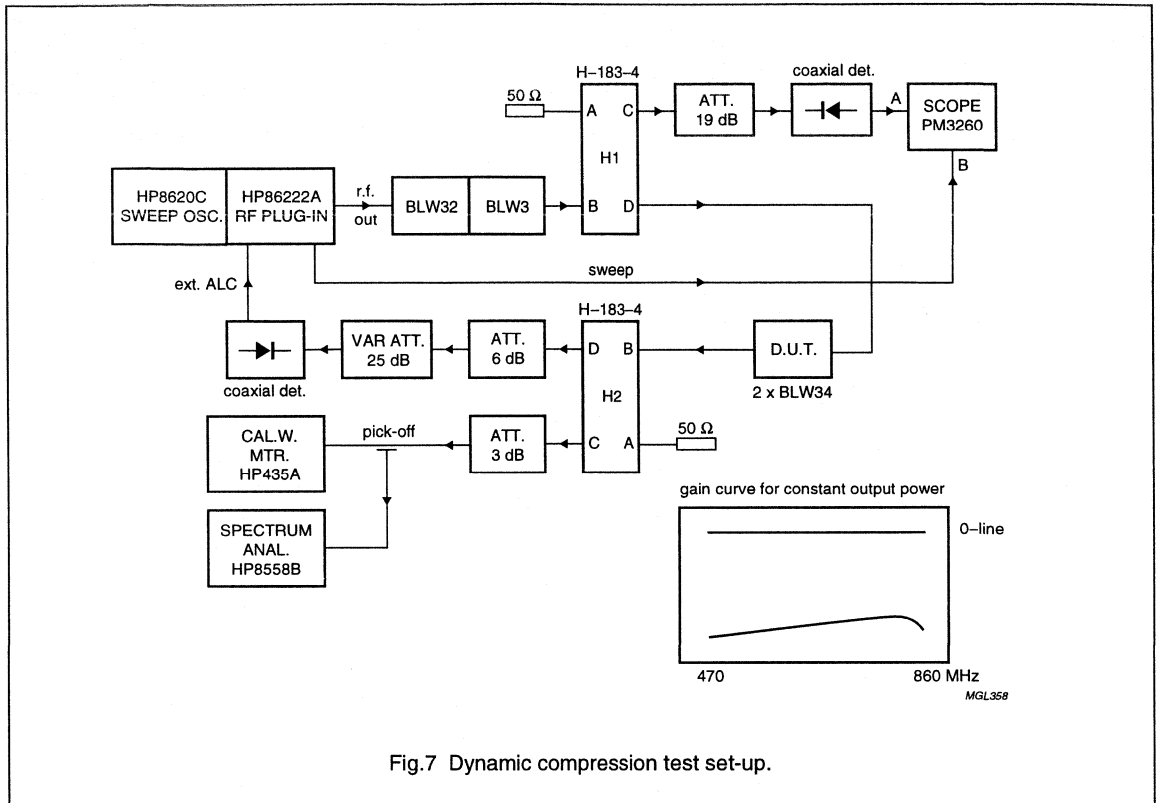 H–183–4
coaxial det.
50 Ω
A
C
ATT.
19 dB
A
SCOPE
PM3260
H1
B
HP8620C
SWEEP OSC.
HP86222A
RF PLUG-IN
r.f.
out
BLW32
BLW3
B
D
sweep
ext. ALC
H–183–4
VAR ATT.
25 dB
ATT.
6 dB
D
B
D.U.T.
coaxial det.
2 x BLW34
H2
CAL.W.
MTR.
HP435A
pick-off
ATT.
3 dB
C
A
50 Ω
gain curve for constant output power
SPECTRUM
ANAL.
HP8558B
0–line
470
860 MHz
MGL358
Fig.7 Dynamic compression test set-up.